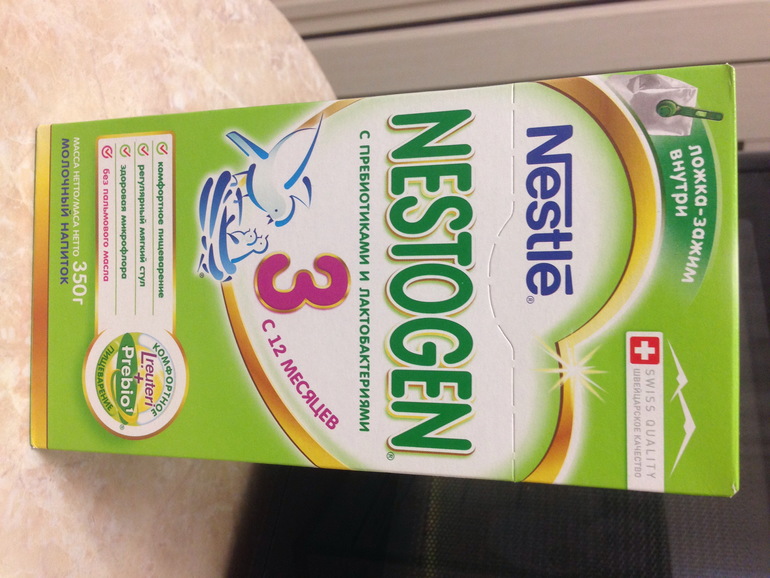 ложка-зажим
внутри
SWISS QUALITY
ШВЕЙЦАРСКОЕ КАЧЕСТВО
Nestlé®
NESTOGEN®
С ПРЕБИОТИКАМИ И ЛАКТОБАКТЕРИЯМИ
3
С 12 МЕСЯЦЕВ
комфортное пищеварение
регулярный мягкий стул
здоровая микрофлора
без пальмового масла
КОМФОРТНОЕ
L.reuteri
+
Prebio1
ПИЩЕВАРЕНИЕ
МАССА НЕТТО/МАСА НЕТТО 350г
МОЛОЧНЫЙ НАПИТОК